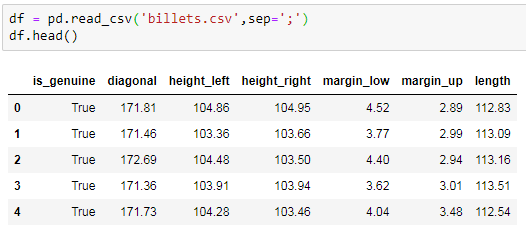 df = pd.read_csv('billets.csv',sep=';')
df.head()
is_genuine diagonal height_left height_right margin_low margin_up length
0 True 171.81 104.86 104.95 4.52 2.89 112.83
1 True 171.46 103.36 103.66 3.77 2.99 113.09
2 True 172.69 104.48 103.50 4.40 2.94 113.16
3 True 171.36 103.91 103.94 3.62 3.01 113.51
4 True 171.73 104.28 103.46 4.04 3.48 112.54